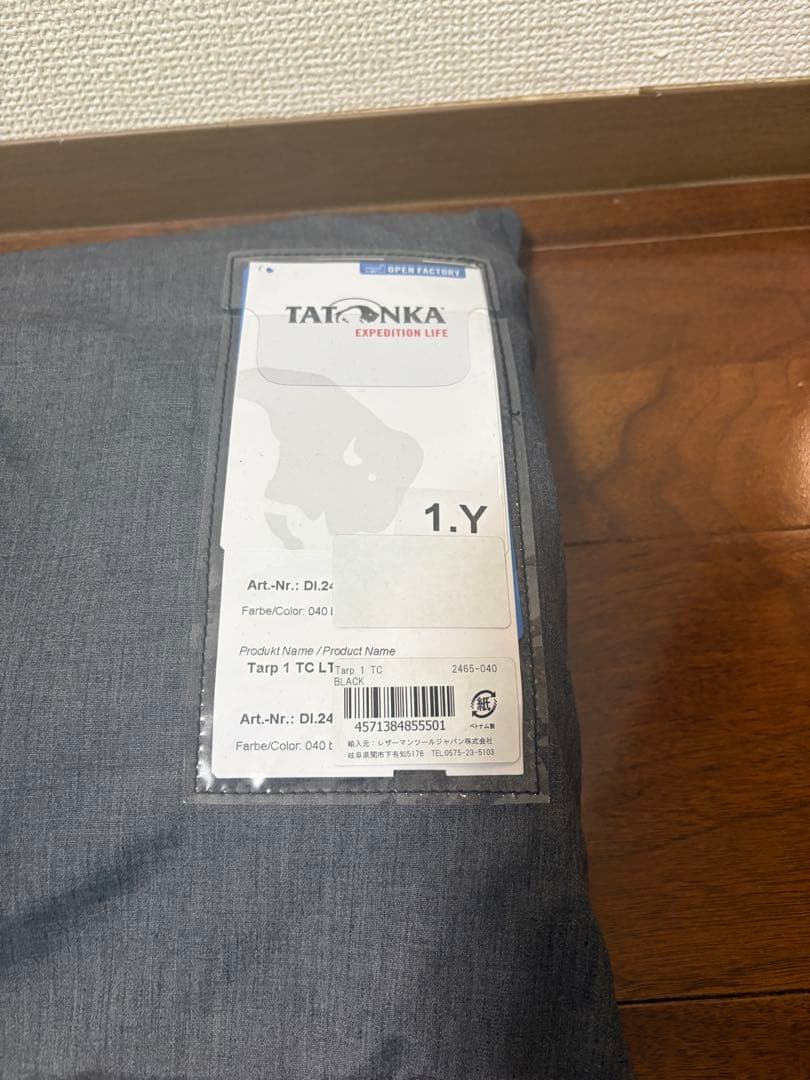 OPEN FACTORY
TATONKA
EXPEDITION LIFE
1.Y
Art.-Nr.: DI.24
Farbe/Color: 040 b
Produkt Name / Product Name
Tarp 1 TC LT
Tarp 1 TC 2465-040
BLACK
Art.-Nr.: DI.24
紙
4571384855501
ベトナム製
Farbe/Color: 040 b
輸入元:レザーマンツールジャパン株式会社
岐阜県関市下有知5176 TEL:0575-23-5103